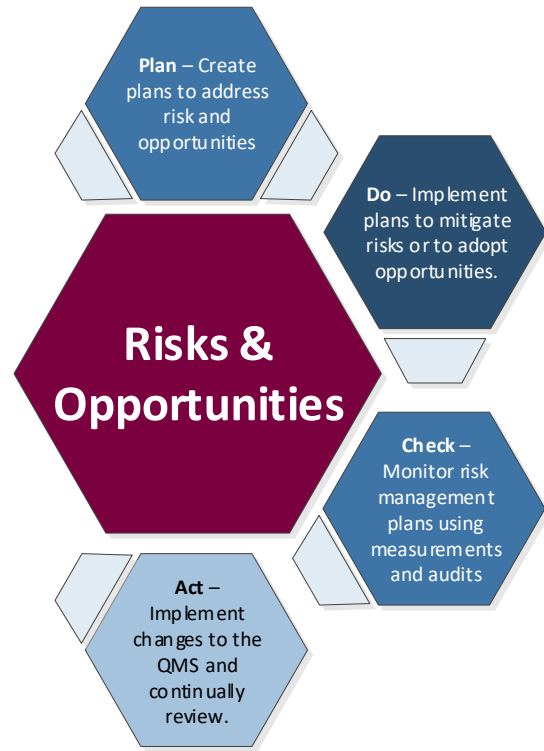 Plan – Create
plans to address
risk and
opportunities
Do – Implement
plans to mitigate
risks or to adopt
opportunities.
Risks &
Opportunities
Check –
Monitor risk
management
plans using
measurements
and audits
Act –
Implement
changes to the
QMS and
continually
review.